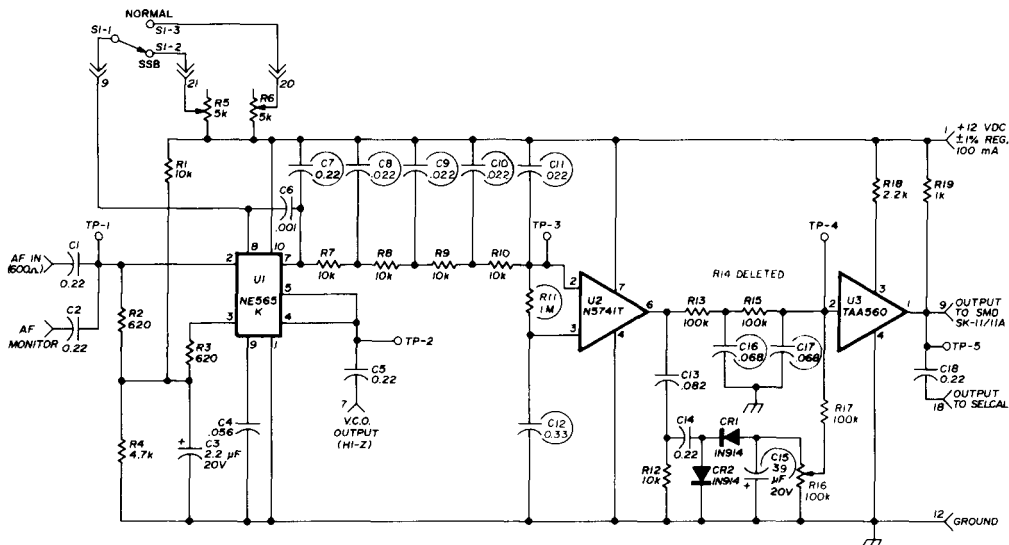 NORMAL
S1-1
S1-3
S1-2
SSB
9
21
20
R5
5k
R6
5k
1
+12 VDC
±1% REG,
100 mA
R1
10k
C7
0.22
C8
.022
C9
.022
C10
.022
C11
.022
R18
2.2k
R19
1k
C6
.001
TP-1
TP-3
TP-4
C1
AF IN
(600Ω)
0.22
C2
AF
MONITOR
0.22
2
8
10
7
U1
NE565
K
5
4
3
9
1
R7
10k
R8
10k
R9
10k
R10
10k
R14 DELETED
R2
620
R3
620
R11
1M
2
3
7
4
6
U2
N5741T
R13
100k
R15
100k
2
3
4
1
U3
TAA560
9
OUTPUT
TO SMD
SK-11/11A
TP-2
TP-5
C16
.068
C17
.068
C5
0.22
7
V.C.O.
OUTPUT
(HI-Z)
C13
.082
C18
0.22
18
OUTPUT
TO SELCAL
R4
4.7k
+
C3
2.2 µF
20V
C4
.056
C12
0.33
C14
0.22
CR1
1N914
CR2
1N914
R12
10k
C15
39
µF
20V
+
R16
100k
R17
100k
12
GROUND